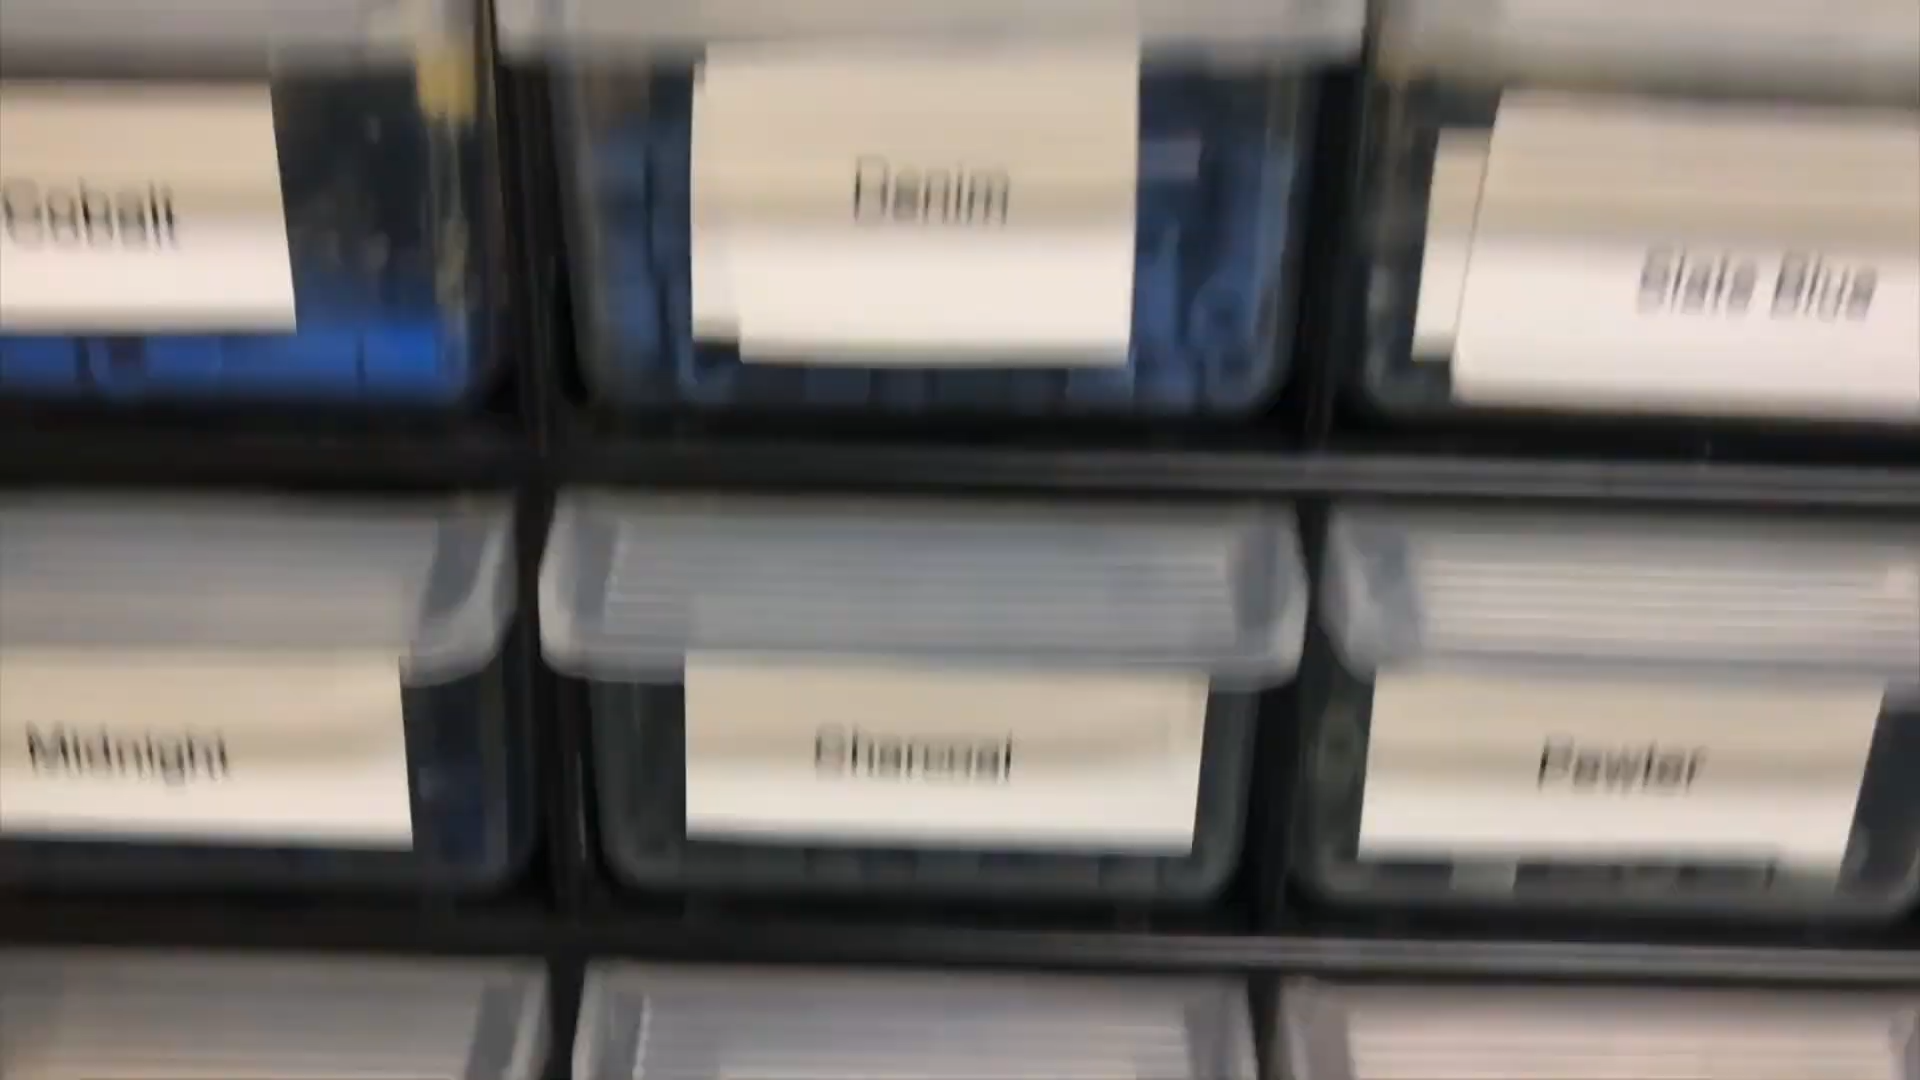 Cobalt
Denim
Slate Blue
Midnight
Charcoal
Pewter